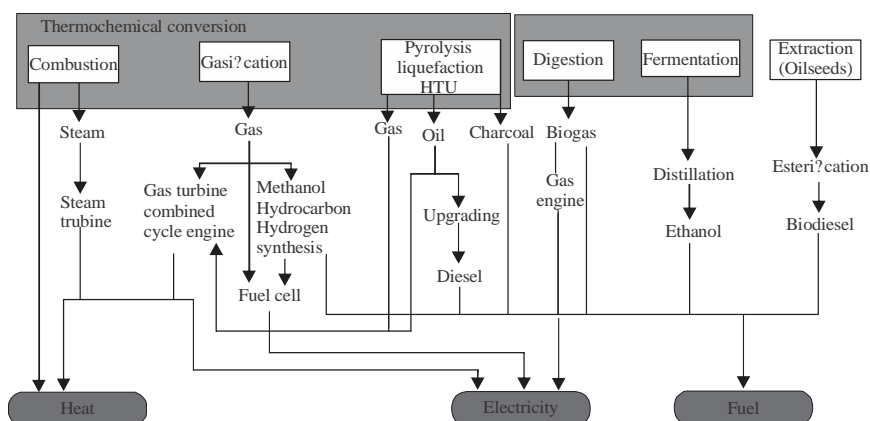 Thermochemical conversion
Combustion
Gasi?cation
Pyrolysis
liquefaction
HTU
Digestion
Fermentation
Extraction
(Oilseeds)
Steam
Gas
Gas
Oil
Charcoal
Biogas
Steam
trubine
Gas turbine
combined
cycle engine
Methanol
Hydrocarbon
Hydrogen
synthesis
Upgrading
Gas
engine
Distillation
Esteri?cation
Diesel
Ethanol
Biodiesel
Fuel cell
Heat
Electricity
Fuel